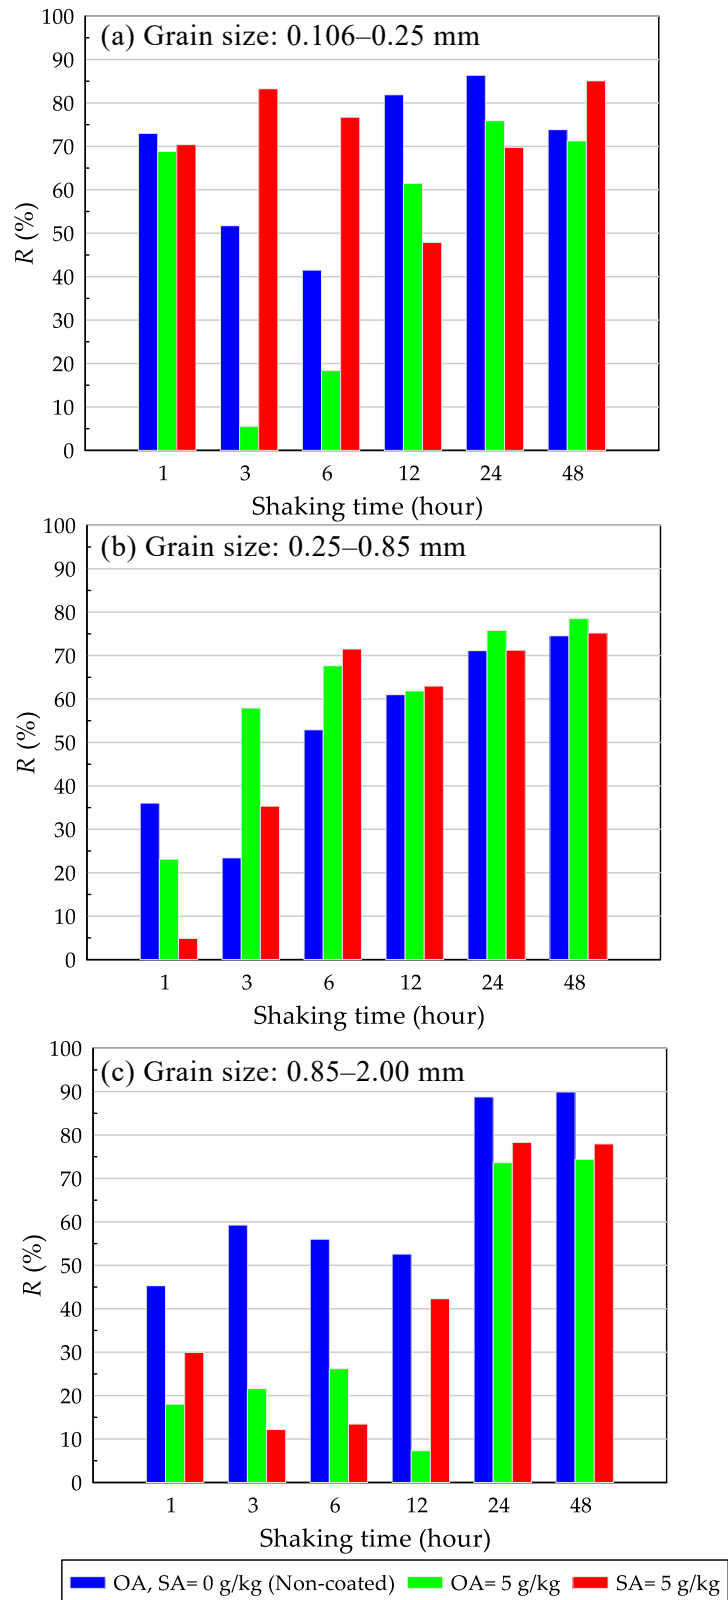 (a) Grain size: 0.106–0.25 mm
100
90
80
70
60
50
40
30
20
10
0
R (%)
1 3 6 12 24 48
Shaking time (hour)
(b) Grain size: 0.25–0.85 mm
100
90
80
70
60
50
40
30
20
10
0
R (%)
1 3 6 12 24 48
Shaking time (hour)
(c) Grain size: 0.85–2.00 mm
100
90
80
70
60
50
40
30
20
10
0
R (%)
1 3 6 12 24 48
Shaking time (hour)
OA, SA= 0 g/kg (Non-coated) OA= 5 g/kg SA= 5 g/kg